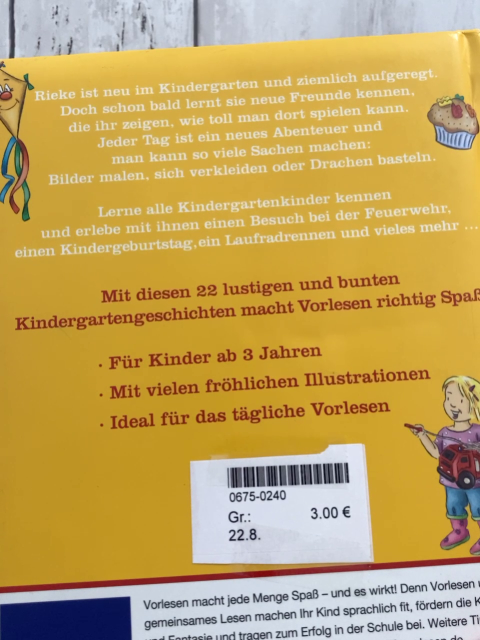 Rieke ist neu im Kindergarten und ziemlich aufgeregt.
Doch schon bald lernt sie neue Freunde kennen,
die ihr zeigen, wie toll man dort spielen kann.
Jeder Tag ist ein neues Abenteuer und
man kann so viele Sachen machen:
Bilder malen, sich verkleiden oder Drachen basteln.
Lerne alle Kindergartenkinder kennen
und erlebe mit ihnen einen Besuch bei der Feuerwehr,
einen Kindergeburtstag, ein Laufradrennen und vieles mehr ...
Mit diesen 22 lustigen und bunten
Kindergartengeschichten macht Vorlesen richtig Spaß
· Für Kinder ab 3 Jahren
· Mit vielen fröhlichen Illustrationen
· Ideal für das tägliche Vorlesen
0675-0240
Gr.: 3.00 €
22.8.
Vorlesen macht jede Menge Spaß – und es wirkt! Denn Vorlesen
gemeinsames Lesen machen Ihr Kind sprachlich fit, fördern die
und Fantasie und tragen zum Erfolg in der Schule bei. Weitere